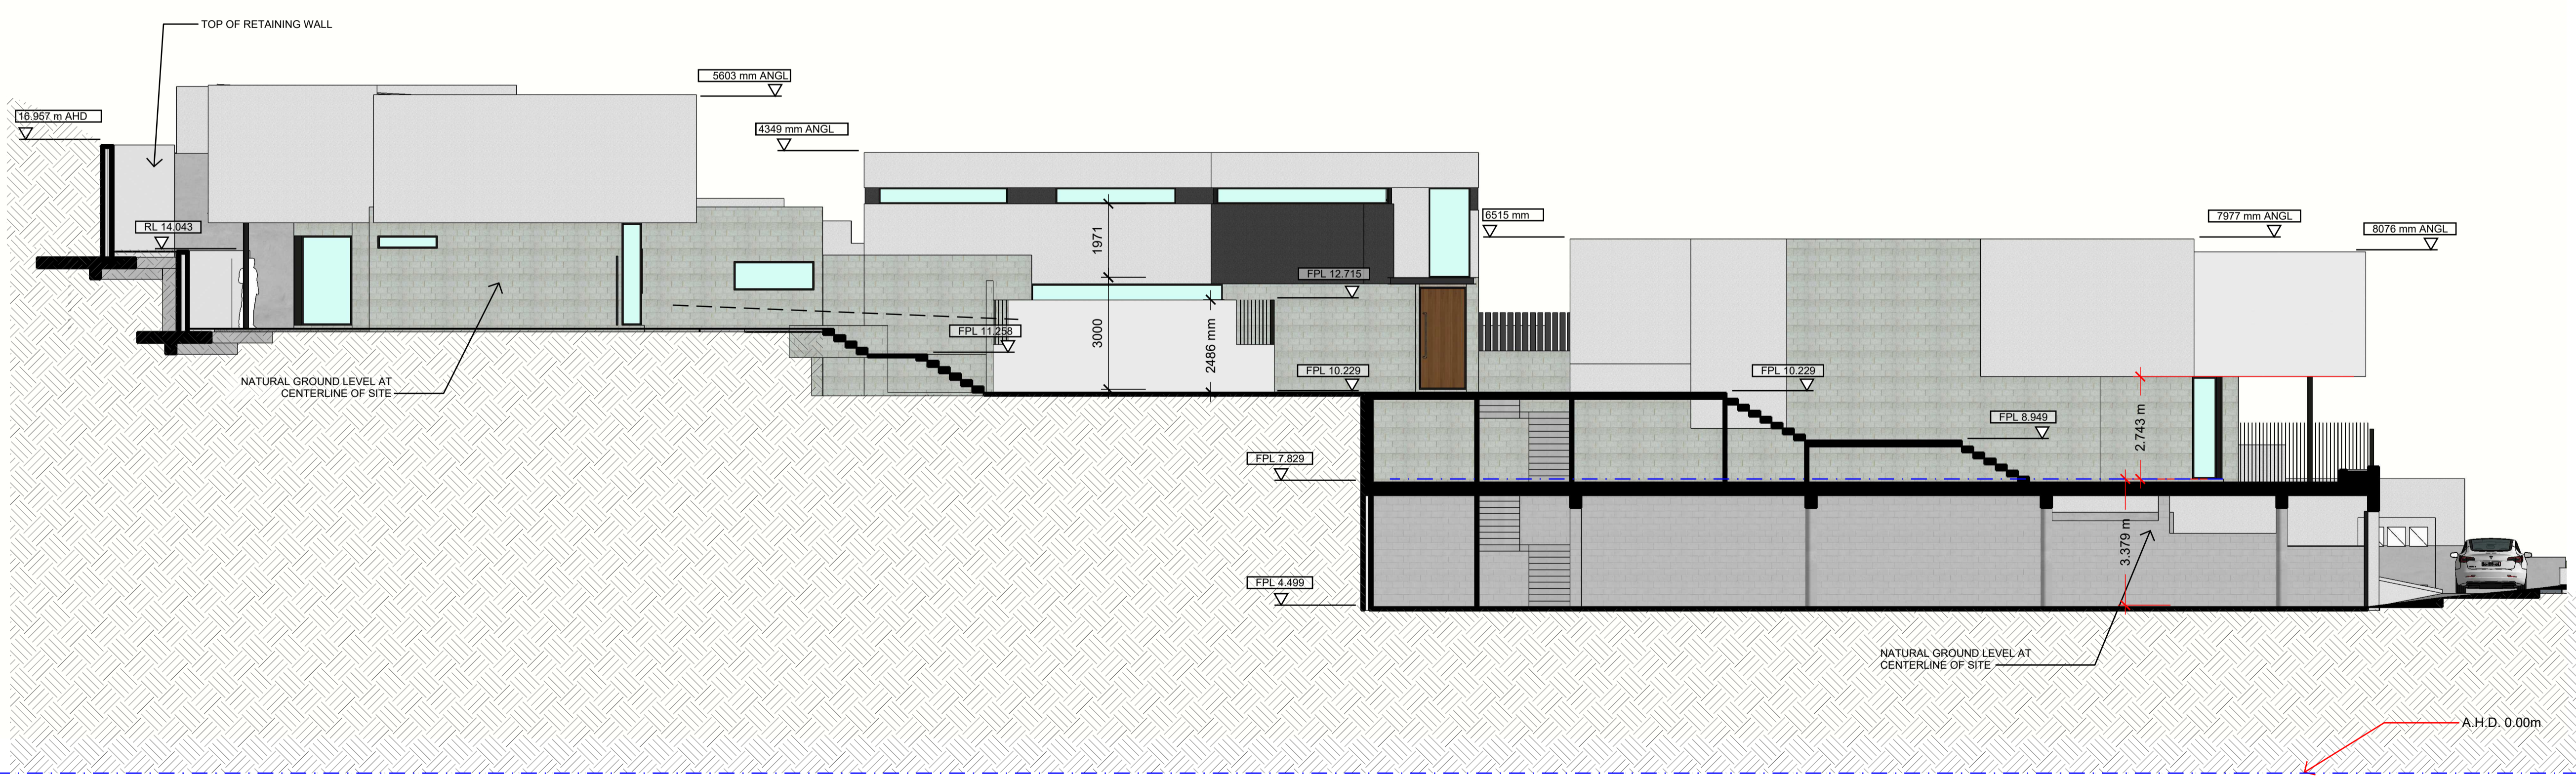 TOP OF RETAINING WALL
5603 mm ANGL
16.957 m AHD
4349 mm ANGL
RL 14.043
6515 mm
7977 mm ANGL
8076 mm ANGL
1971
FPL 12.715
FPL 11.258
3000
2486 mm
FPL 10.229
FPL 10.229
NATURAL GROUND LEVEL AT
CENTERLINE OF SITE
FPL 8.949
2.743 m
FPL 7.829
3.379 m
FPL 4.499
NATURAL GROUND LEVEL AT
CENTERLINE OF SITE
A.H.D. 0.00m